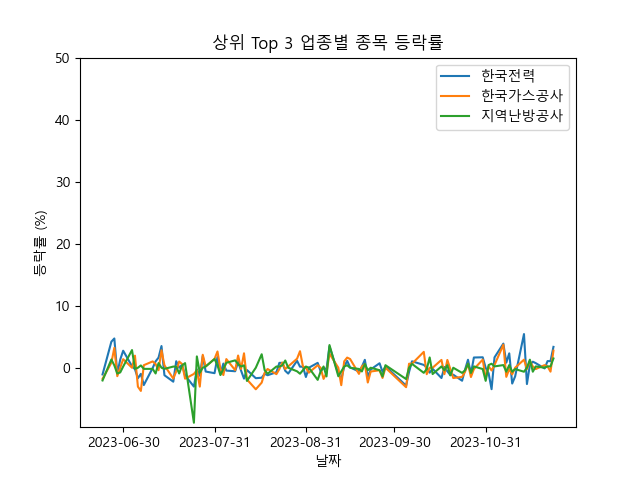 상위 Top 3 업종별 종목 등락률
50
40
30
20
10
0
등락률 (%)
한국전력
한국가스공사
지역난방공사
2023-06-30
2023-07-31
2023-08-31
2023-09-30
2023-10-31
날짜